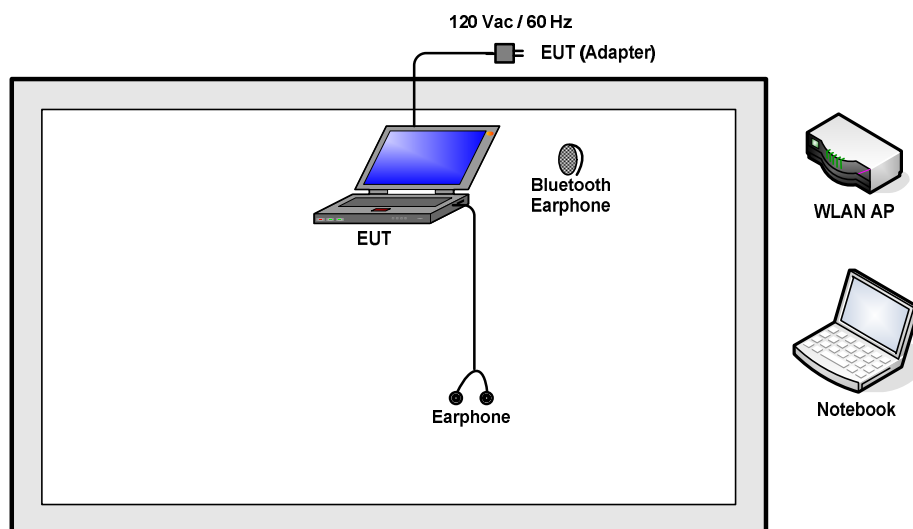 120 Vac / 60 Hz
EUT (Adapter)
Bluetooth
Earphone
WLAN AP
EUT
Notebook
Earphone